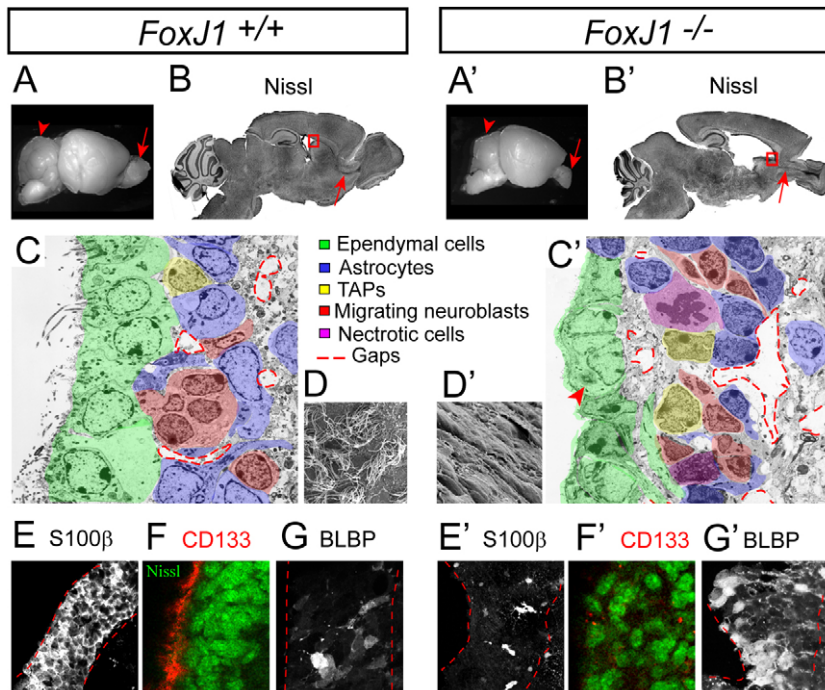 FoxJ1 +/+
FoxJ1 -/-
A
B
Nissl
A'
B'
Nissl
C
Ependymal cells
Astrocytes
TAPs
Migrating neuroblasts
Nectrotic cells
Gaps
C'
D
D'
E S100β
F CD133
G BLBP
E' S100β
F' CD133
G' BLBP
Nissl